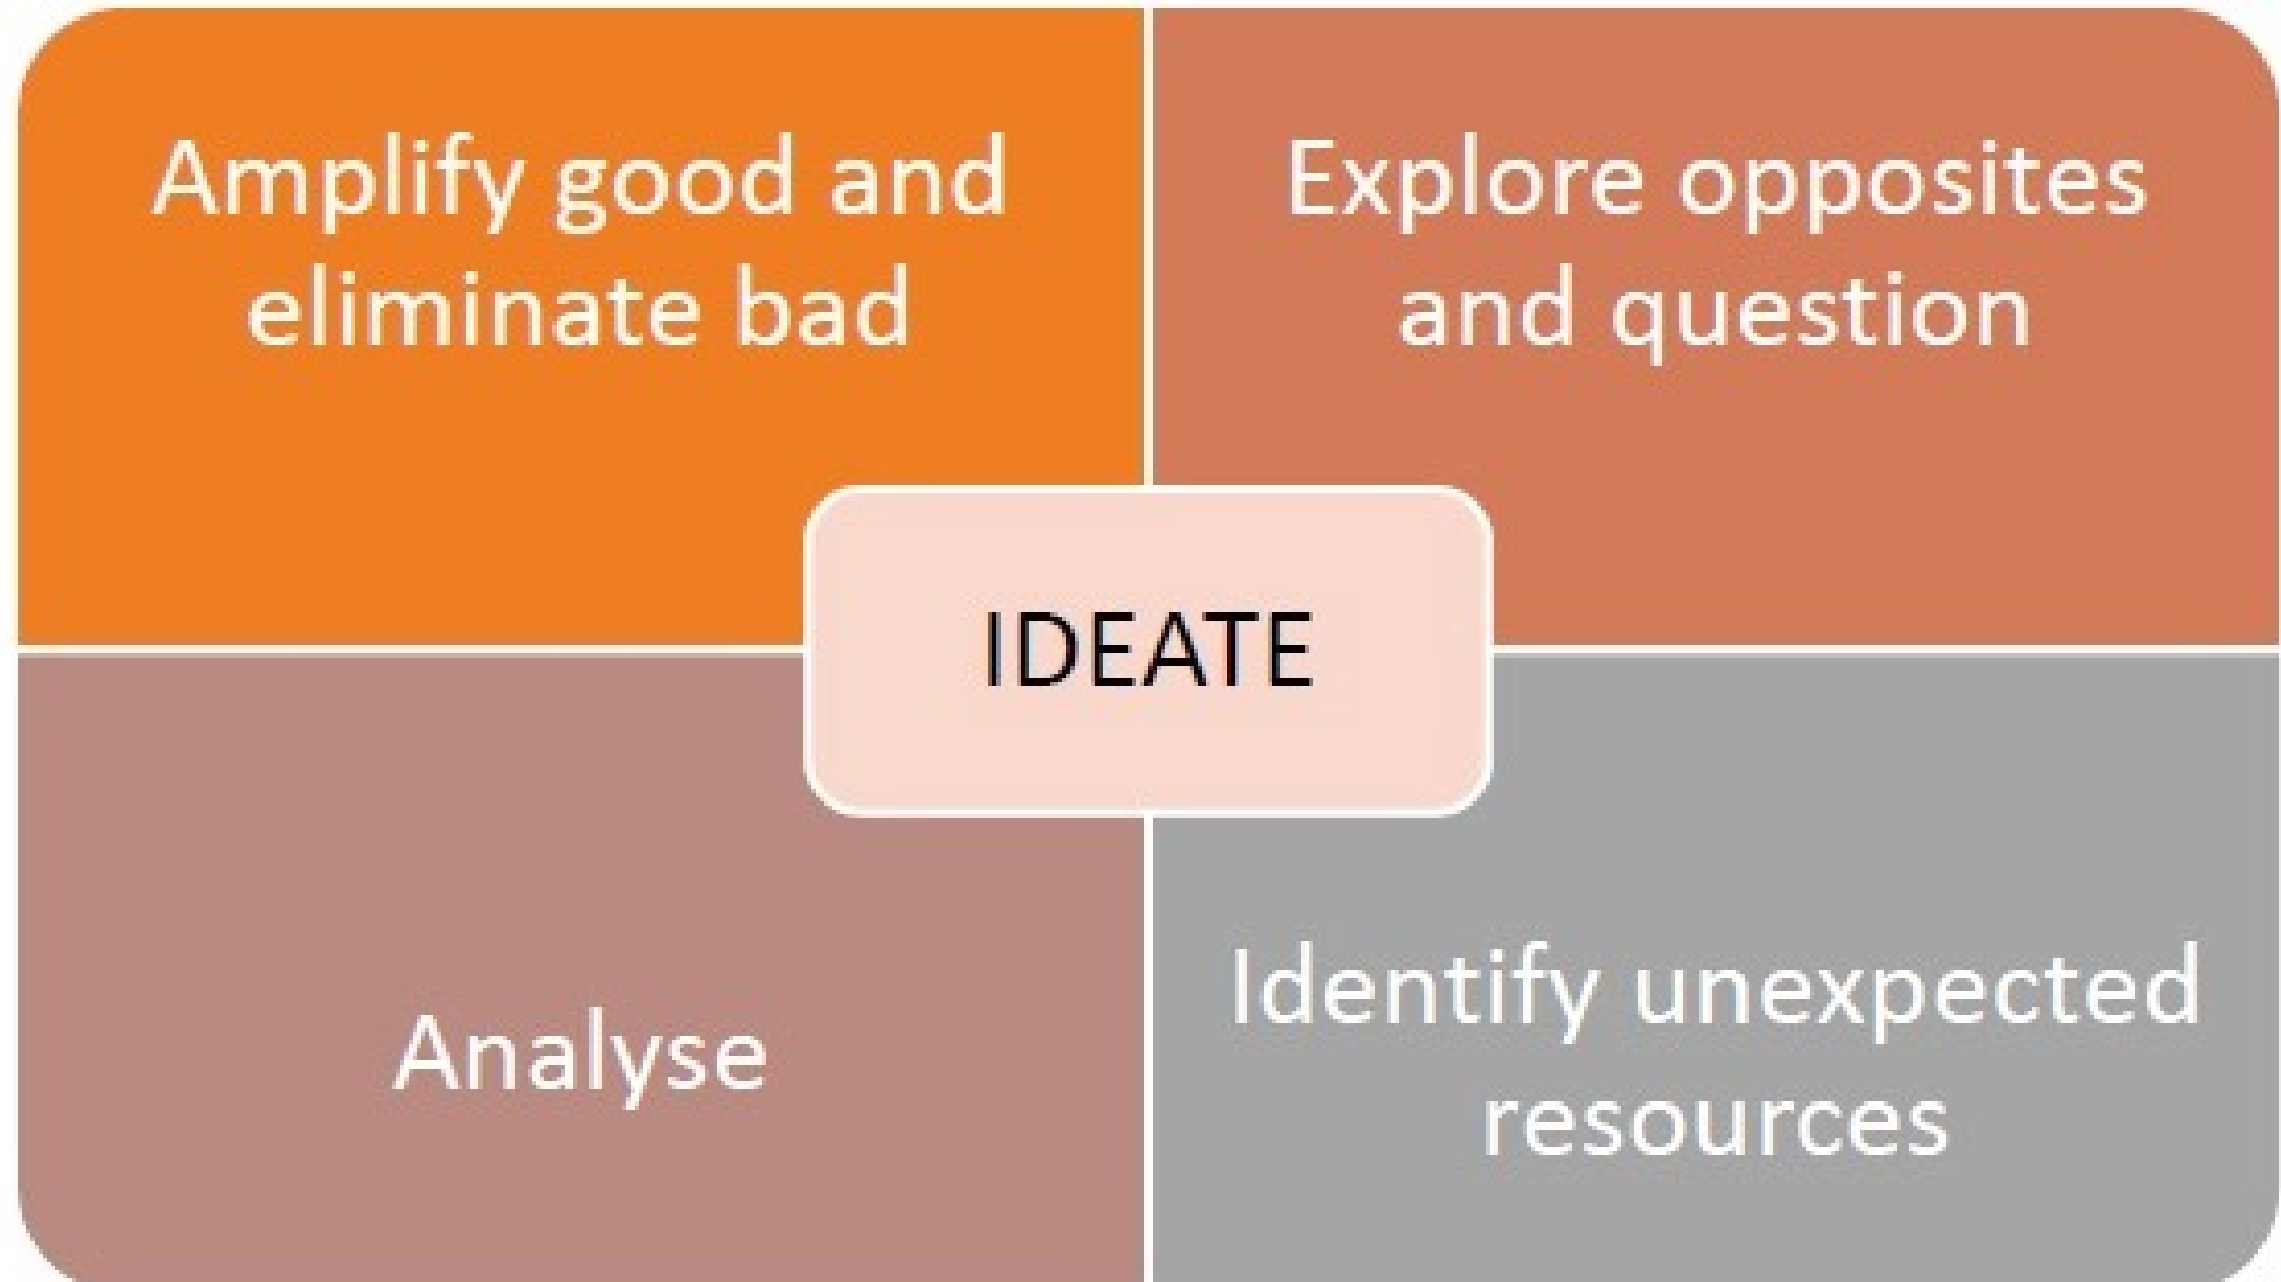 Amplify good and
eliminate bad
Explore opposites
and question
IDEATE
Analyse
Identify unexpected
resources